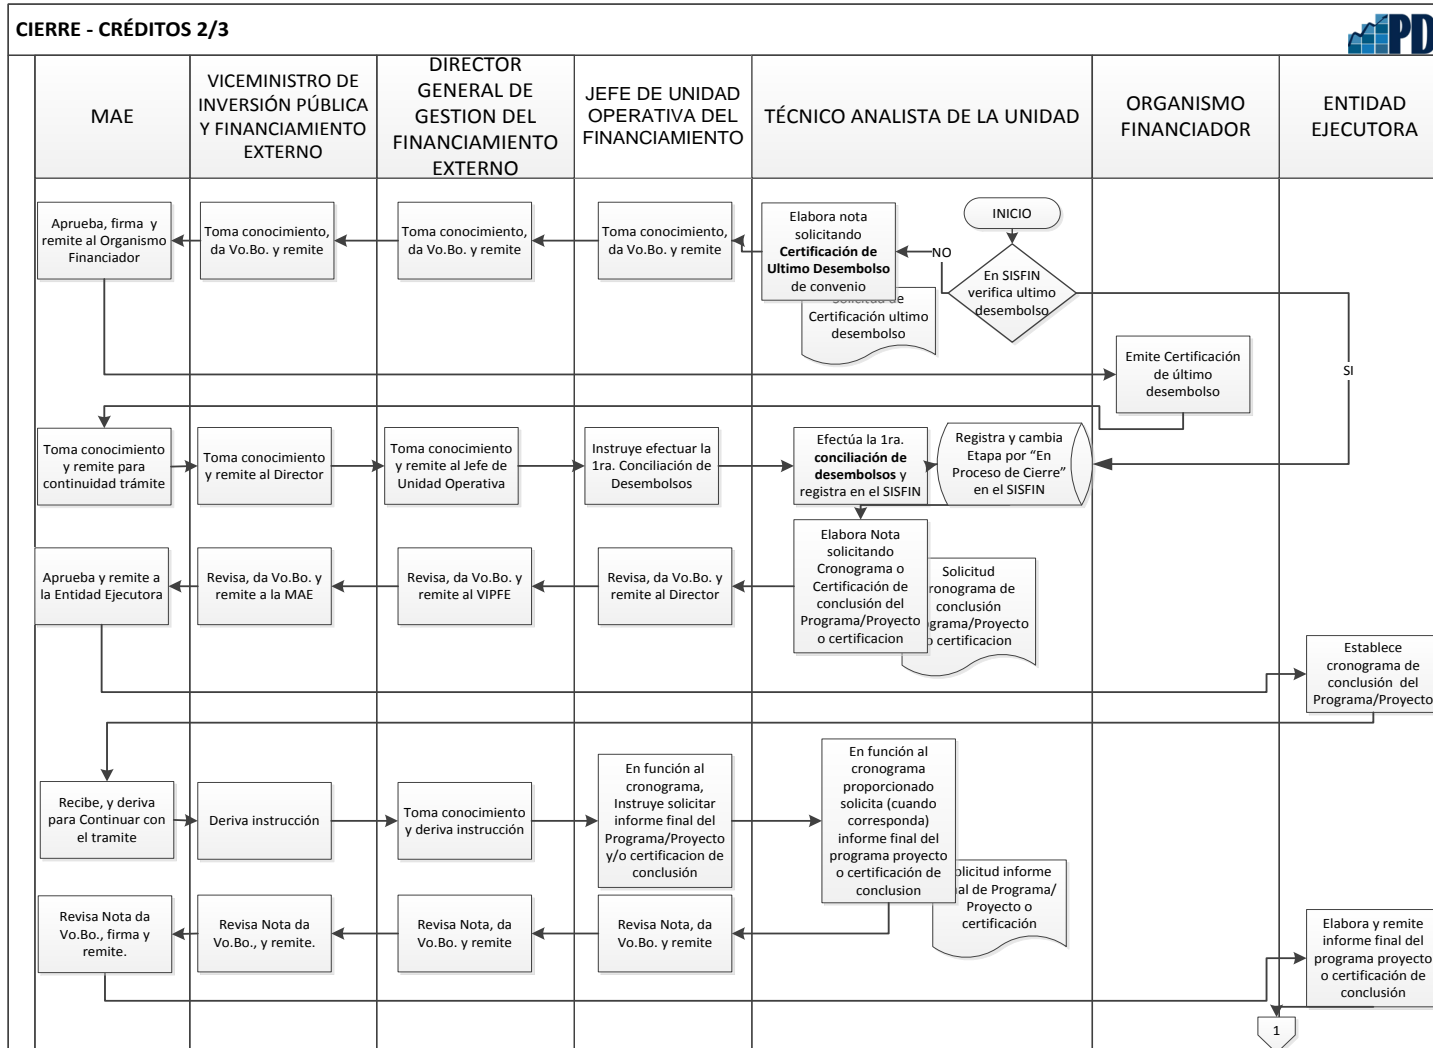 CIERRE - CRÉDITOS 2/3
PD
MAE
VICEMINISTRO DE
INVERSIÓN PÚBLICA
Y FINANCIAMIENTO
EXTERNO
DIRECTOR
GENERAL DE
GESTION DEL
FINANCIAMIENTO
EXTERNO
JEFE DE UNIDAD
OPERATIVA DEL
FINANCIAMIENTO
TÉCNICO ANALISTA DE LA UNIDAD
ORGANISMO
FINANCIADOR
ENTIDAD
EJECUTORA
Aprueba, firma y
remite al Organismo
Financiador
Toma conocimiento,
da Vo.Bo. y remite
Toma conocimiento,
da Vo.Bo. y remite
Toma conocimiento,
da Vo.Bo. y remite
Elabora nota
solicitando
Certificación de
Ultimo Desembolso
de convenio
Solicitud de
Certificación ultimo
desembolso
NO
INICIO
En SISFIN
verifica ultimo
desembolso
SI
Emite Certificación
de último
desembolso
Toma conocimiento
y remite para
continuidad trámite
Toma conocimiento
y remite al Director
Toma conocimiento
y remite al Jefe de
Unidad Operativa
Instruye efectuar la
1ra. Conciliación de
Desembolsos
Efectúa la 1ra.
conciliación de
desembolsos y
registra en el SISFIN
Registra y cambia
Etapa por “En
Proceso de Cierre”
en el SISFIN
Aprueba y remite a
la Entidad Ejecutora
Revisa, da Vo.Bo. y
remite a la MAE
Revisa, da Vo.Bo. y
remite al VIPFE
Revisa, da Vo.Bo. y
remite al Director
Elabora Nota
solicitando
Cronograma o
Certificación de
conclusión del
Programa/Proyecto
o certificacion
Solicitud
ronograma de
conclusión
ograma/Proyecto
o certificacion
Establece
cronograma de
conclusión del
Programa/Proyecto
Recibe, y deriva
para Continuar con
el tramite
Deriva instrucción
Toma conocimiento
y deriva instrucción
En función al
cronograma,
Instruye solicitar
informe final del
Programa/Proyecto
y/o certificacion de
conclusión
En función al
cronograma
proporcionado
solicita (cuando
corresponda)
informe final del
programa proyecto
o certificación de
conclusion
olicitud informe
al de Programa/
Proyecto o
certificación
Revisa Nota da
Vo.Bo., firma y
remite.
Revisa Nota da
Vo.Bo., y remite.
Revisa Nota, da
Vo.Bo. y remite
Revisa Nota, da
Vo.Bo. y remite
Elabora y remite
informe final del
programa proyecto
o certificación de
conclusión
1